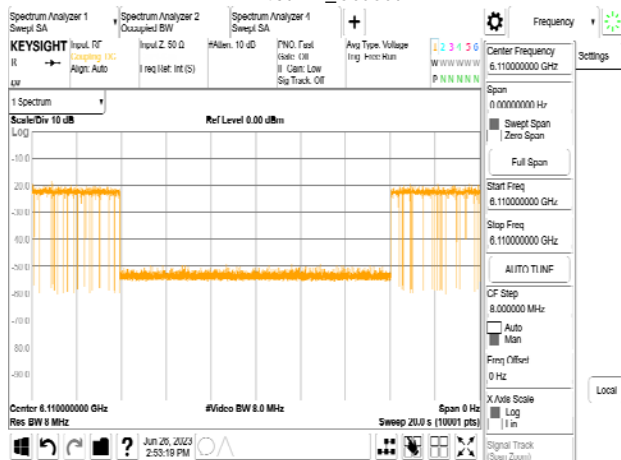 Spectrum Analyzer 1
Swept SA
Spectrum Analyzer 2
Occupied BW
Spectrum Analyzer 4
Swept SA
+
Frequency
KEYSIGHT
Input: RF
Coupling: DC
Align: Auto
Input Z: 50 Ω
Freq Ref: Int (S)
#Atten: 10 dB
PNO: Fast
Gate: Off
IF Gain: Low
Sig Track: Off
Avg Type: Voltage
Trig: Free Run
1 2 3 4 5 6
W W W W W W
P N N N N N
R
1 Spectrum
Scale/Div 10 dB
Ref Level 0.00 dBm
Log
-10.0
-20.0
-30.0
-40.0
-50.0
-60.0
-70.0
-80.0
-90.0
Center 6.110000000 GHz
#Video BW 8.0 MHz
Span 0 Hz
Res BW 8 MHz
Sweep 20.0 s (10001 pts)
?
Jun 26, 2023
2:53:19 PM
Center Frequency
6.110000000 GHz
Settings
Span
0.00000000 Hz
Swept Span
Zero Span
Full Span
Start Freq
6.110000000 GHz
Stop Freq
6.110000000 GHz
AUTO TUNE
CF Step
8.000000 MHz
Auto
Man
Freq Offset
0 Hz
X Axis Scale
Log
Lin
Local
Signal Track
(Span Zoom)